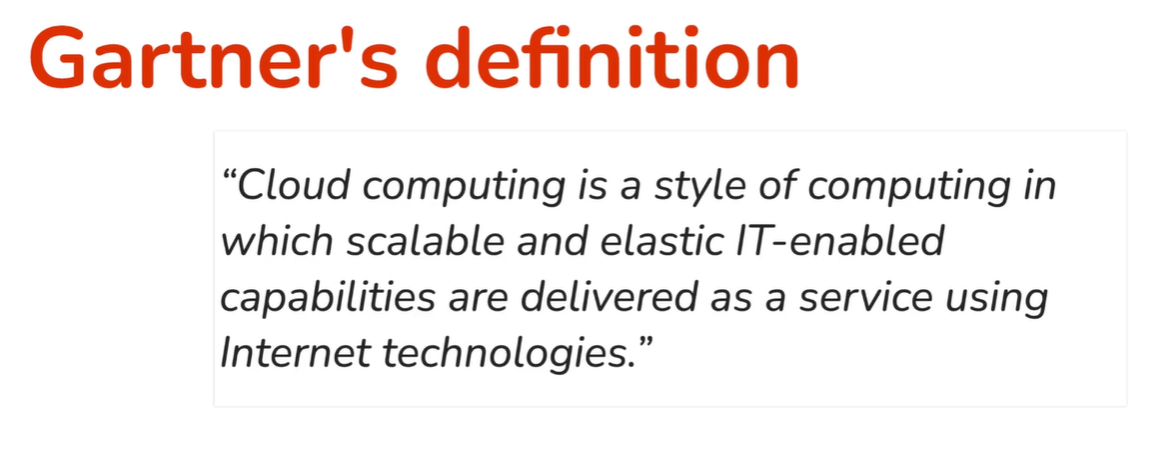 Gartner's definition
“Cloud computing is a style of computing in
which scalable and elastic IT-enabled
capabilities are delivered as a service using
Internet technologies.”